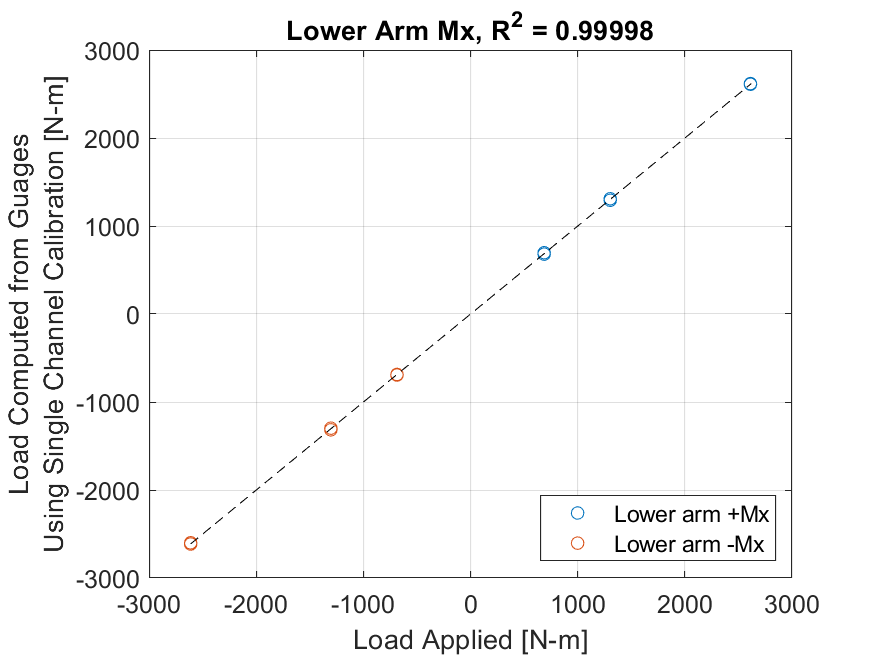 Lower Arm Mx, R² = 0.99998
Load Computed from Guages
Using Single Channel Calibration [N-m]
3000
2000
1000
0
-1000
-2000
-3000
Lower arm +Mx
Lower arm -Mx
-3000 -2000 -1000 0 1000 2000 3000
Load Applied [N-m]